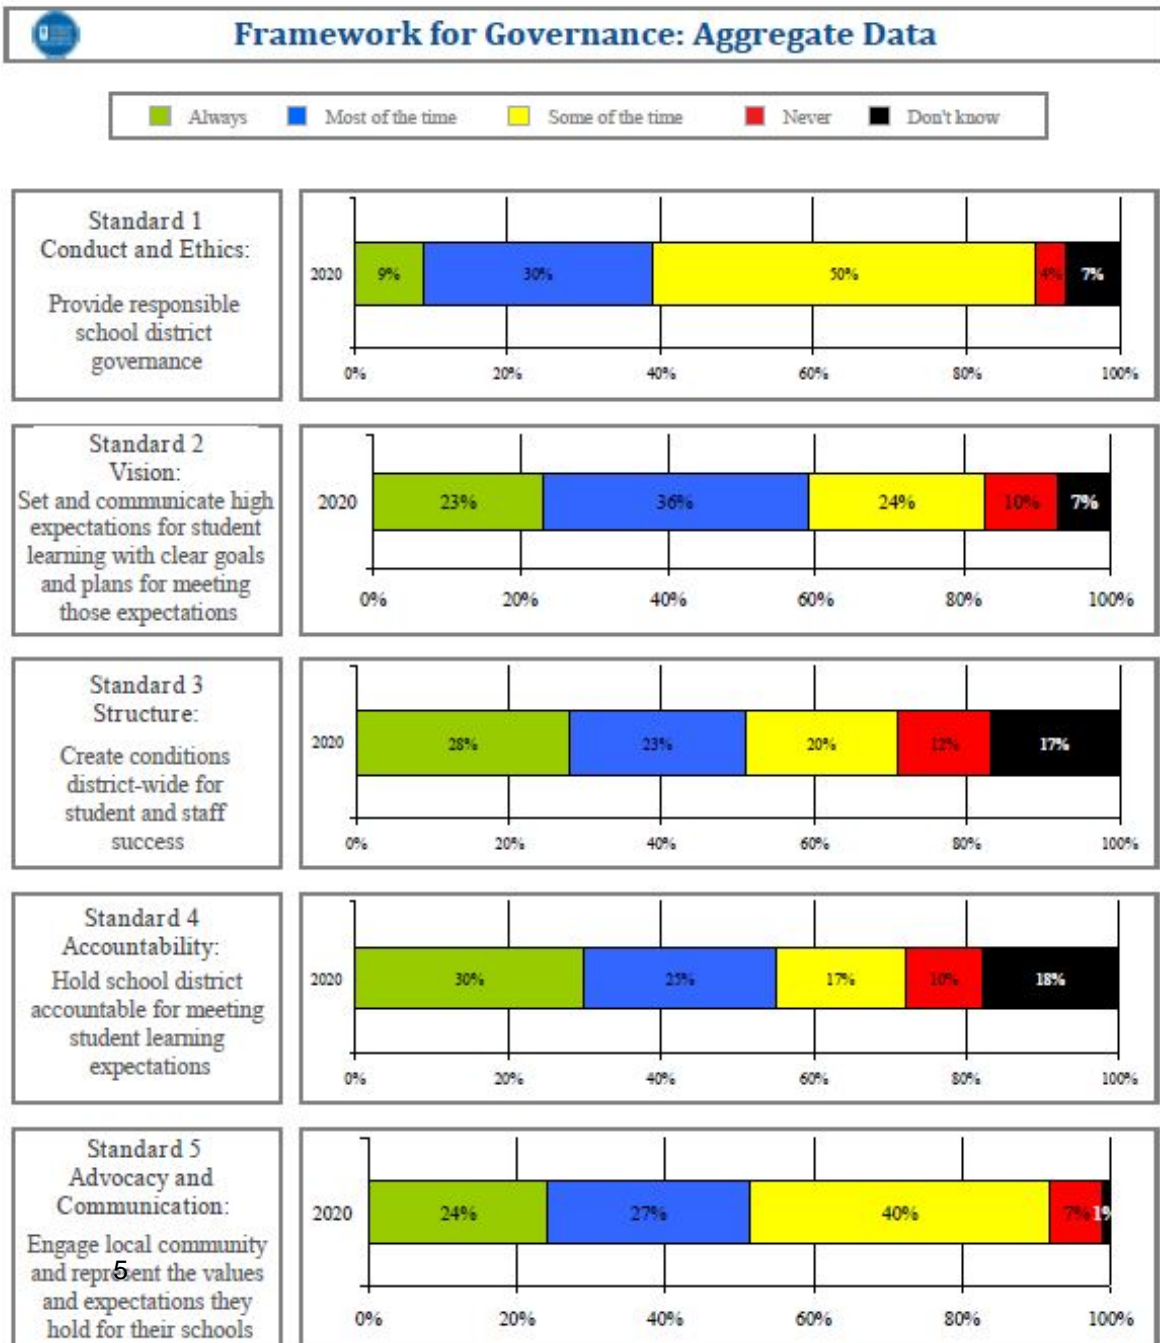 Framework for Governance: Aggregate Data
Always Most of the time Some of the time Never Don't know
Standard 1
Conduct and Ethics:
Provide responsible
school district
governance
2020 9% 30% 50% 4% 7%
0% 20% 40% 60% 80% 100%
Standard 2
Vision:
Set and communicate high
expectations for student
learning with clear goals
and plans for meeting
those expectations
2020 23% 36% 24% 10% 7%
0% 20% 40% 60% 80% 100%
Standard 3
Structure:
Create conditions
district-wide for
student and staff
success
2020 28% 23% 20% 12% 17%
0% 20% 40% 60% 80% 100%
Standard 4
Accountability:
Hold school district
accountable for meeting
student learning
expectations
2020 30% 25% 17% 10% 18%
0% 20% 40% 60% 80% 100%
Standard 5
Advocacy and
Communication:
Engage local community
and represent the values
and expectations they
hold for their schools
5
2020 24% 27% 40% 7% 1%
0% 20% 40% 60% 80% 100%